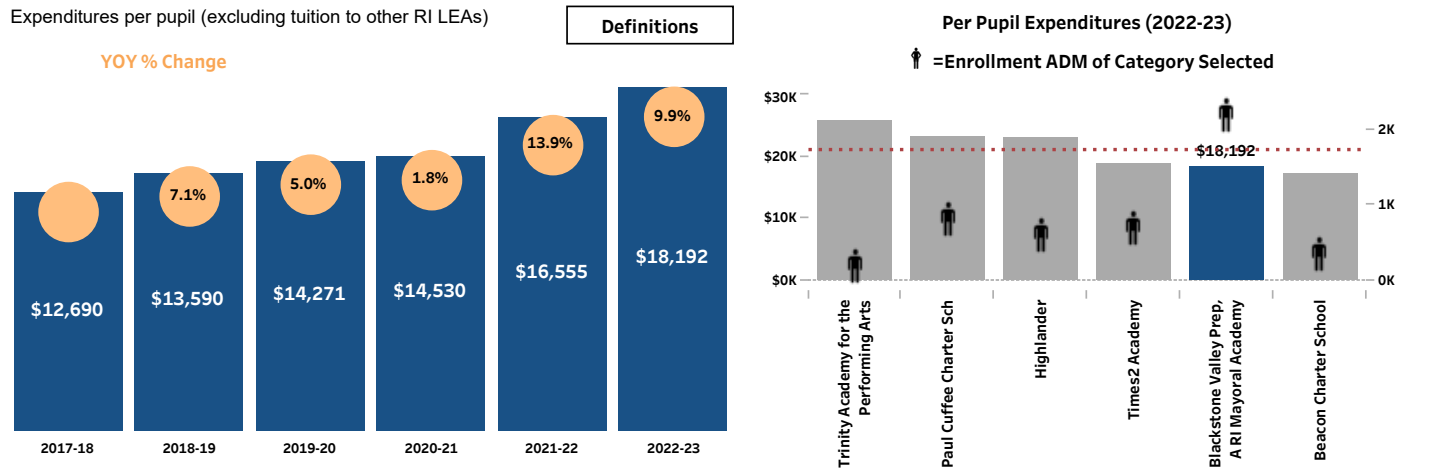 Expenditures per pupil (excluding tuition to other RI LEAs)
Definitions
YOY % Change
7.1%
5.0%
1.8%
13.9%
9.9%
$12,690
$13,590
$14,271
$14,530
$16,555
$18,192
2017-18
2018-19
2019-20
2020-21
2021-22
2022-23
Per Pupil Expenditures (2022-23)
=Enrollment ADM of Category Selected
$30K
$20K
$10K
$0K
$18,192
2K
1K
0K
Trinity Academy for the
Performing Arts
Paul Cuffee Charter Sch
Highlander
Times2 Academy
Blackstone Valley Prep,
A RI Mayoral Academy
Beacon Charter School